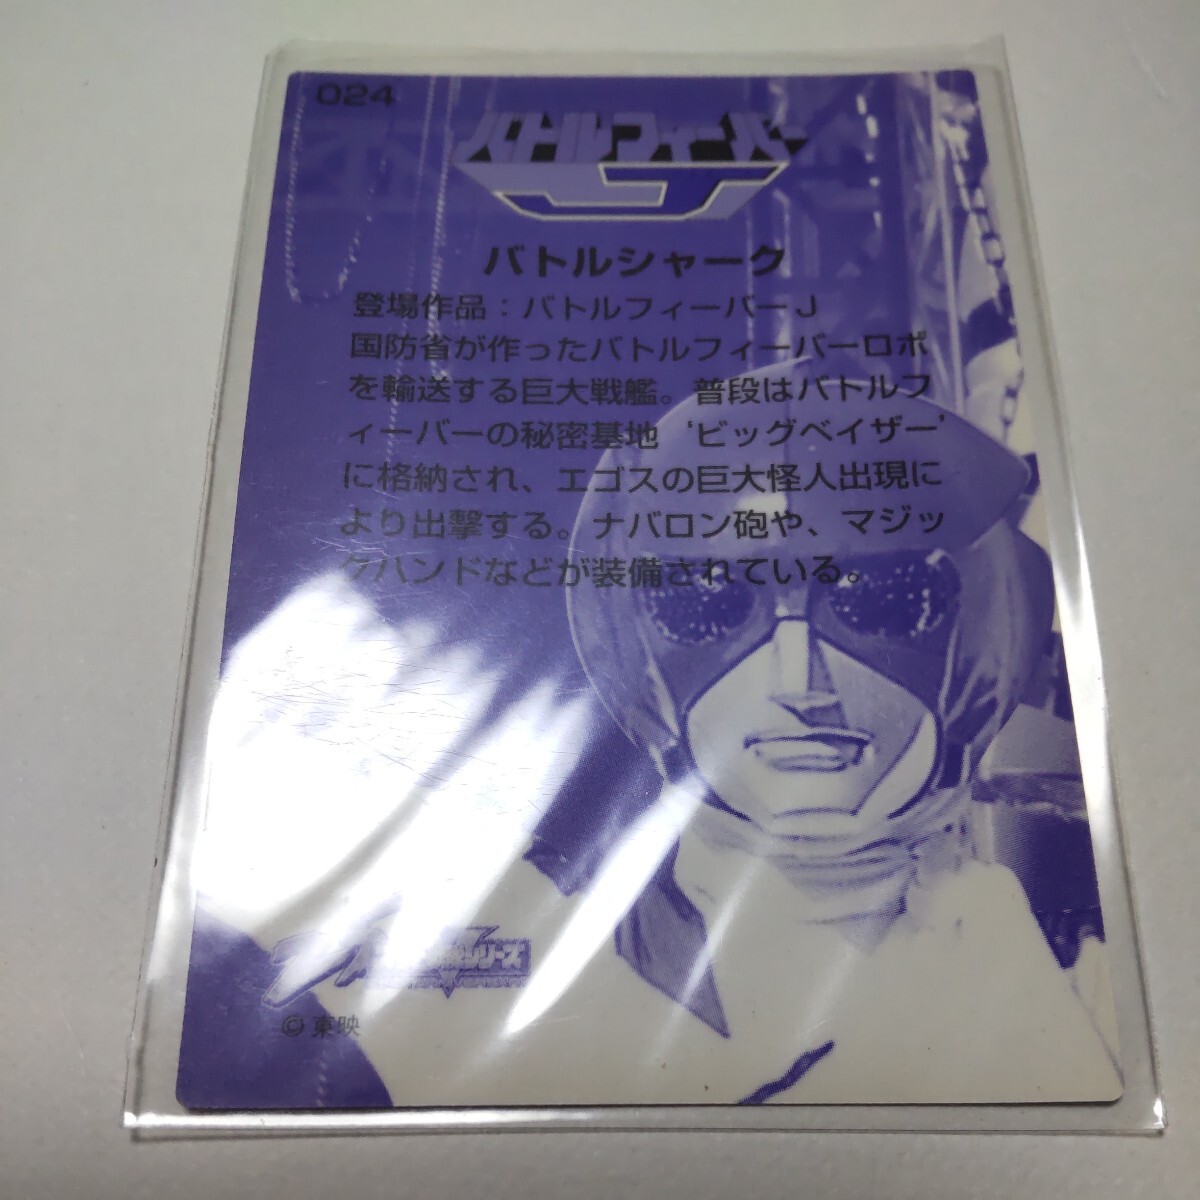 024
バトルフィーバー
J
バトルシャーク
登場作品：バトルフィーバーJ
国防省が作ったバトルフィーバーロボ
を輸送する巨大戦艦。普段はバトルフ
ィーバーの秘密基地‘ビッグベイザー’
に格納され、エゴスの巨大怪人出現に
より出撃する。ナバロン砲や、マジッ
クハンドなどが装備されている。
シリーズ
© 東映